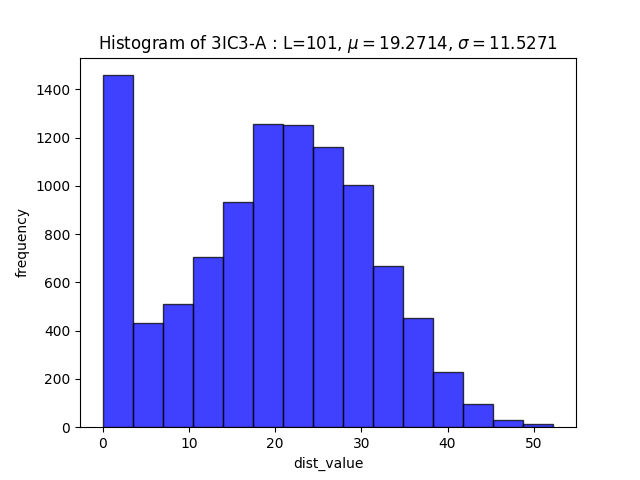 Histogram of 3IC3-A : L=101, μ = 19.2714, σ = 11.5271
1400
1200
1000
800
600
400
200
0
frequency
0 10 20 30 40 50
dist_value